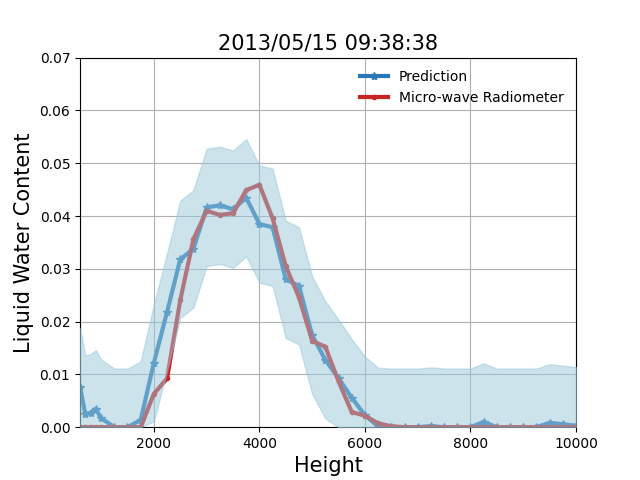 2013/05/15 09:38:38
Prediction
Micro-wave Radiometer
Liquid Water Content
0.07
0.06
0.05
0.04
0.03
0.02
0.01
0.00
2000 4000 6000 8000 10000
Height